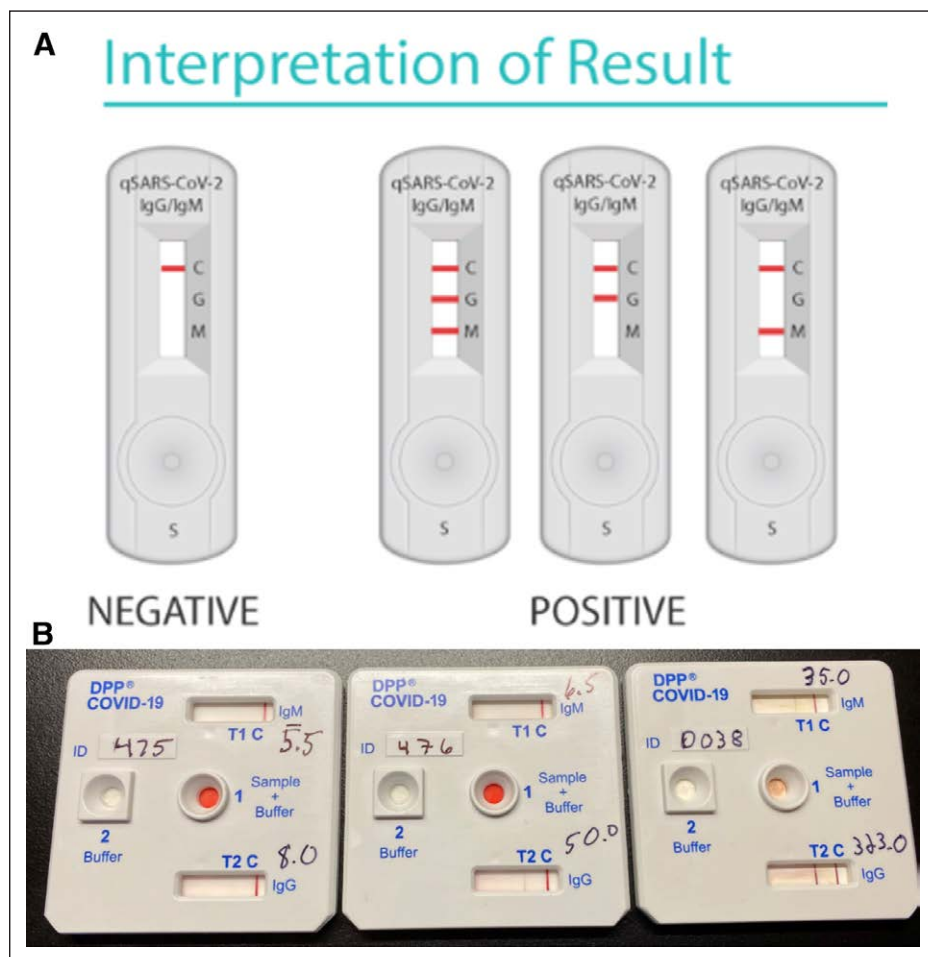 A
Interpretation of Result
qSARS-CoV-2
IgG/IgM
C
G
M
S
qSARS-CoV-2
IgG/IgM
C
G
M
S
qSARS-CoV-2
IgG/IgM
C
G
M
S
qSARS-CoV-2
IgG/IgM
C
G
M
S
NEGATIVE
POSITIVE
B
DPP®
COVID-19
IgM
T1 C
5.5
ID 475
1 Sample
+
Buffer
2
Buffer
T2 C 8.0
IgG
DPP®
COVID-19
6.5
IgM
T1 C
ID 476
1 Sample
+
Buffer
2
Buffer
T2 C 50.0
IgG
DPP®
COVID-19
35.0
IgM
T1 C
ID D038
1 Sample
+
Buffer
2
Buffer
T2 C
IgG